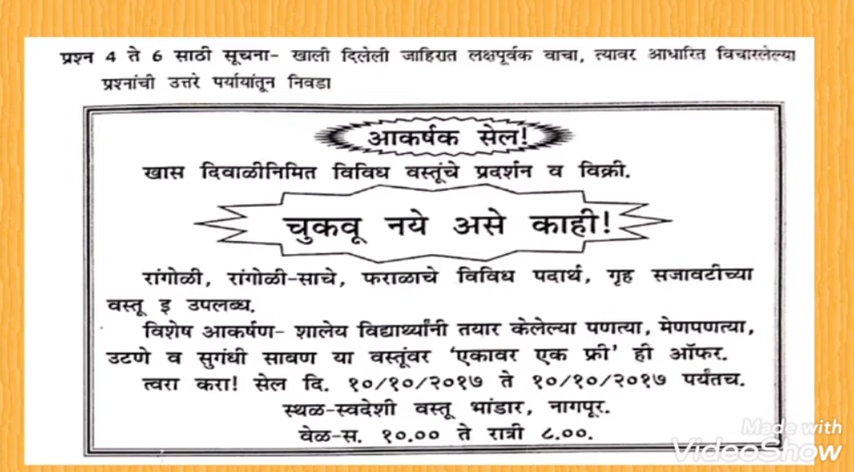 प्रश्न 4 ते 6 साठी सूचना- खाली दिलेली जाहिरात लक्षपूर्वक वाचा, त्यावर आधारित विचारलेल्या
प्रश्नांची उत्तरे पर्यायांतून निवडा
आकर्षक सेल!
खास दिवाळीनिमित विविध वस्तूंचे प्रदर्शन व विक्री.
चुकवू नये असे काही!
रांगोळी, रांगोळी-साचे, फराळाचे विविध पदार्थ, गृह सजावटीच्या
वस्तू इ उपलब्ध.
विशेष आकर्षण- शालेय विद्यार्थ्यांनी तयार केलेल्या पणत्या, मेणपणत्या,
उटणे व सुगंधी साबण या वस्तूंवर 'एकावर एक फ्री' ही ऑफर.
त्वरा करा! सेल दि. १०/१०/२०१७ ते १०/१०/२०१७ पर्यंतच.
स्थळ-स्वदेशी वस्तू भांडार, नागपूर.
वेळ-स. १०.०० ते रात्री ८.००.
Made with
VideoShow